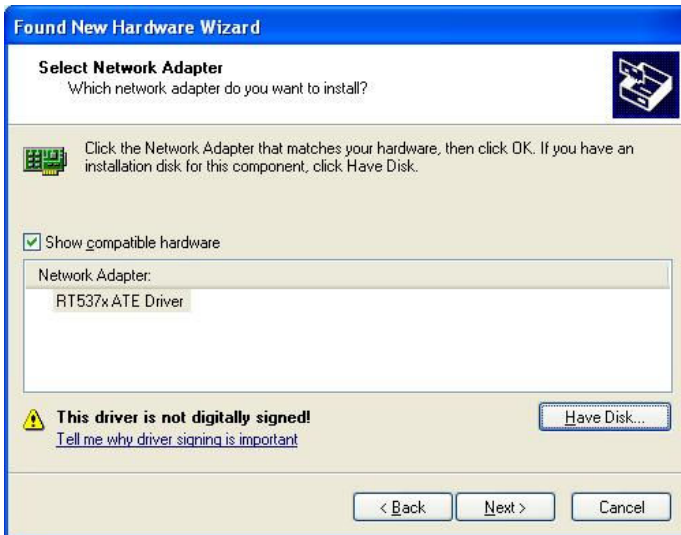 Found New Hardware Wizard
Select Network Adapter
Which network adapter do you want to install?
Click the Network Adapter that matches your hardware, then click OK. If you have an
installation disk for this component, click Have Disk.
Show compatible hardware
Network Adapter:
RT537x ATE Driver
This driver is not digitally signed!
Tell me why driver signing is important
Have Disk...
< Back
Next >
Cancel